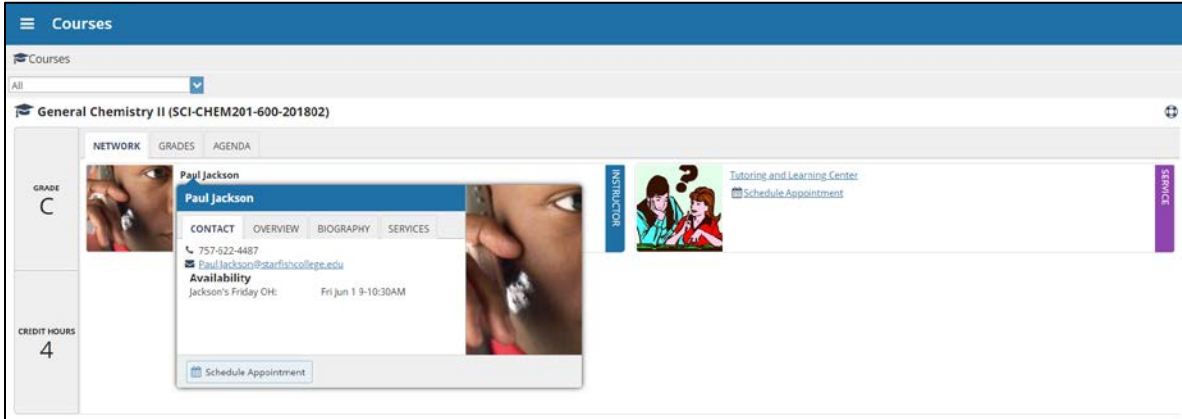 Courses
Courses
All
General Chemistry II (SCI-CHEM201-600-201802)
NETWORK GRADES AGENDA
GRADE
C
CREDIT HOURS
4
Paul Jackson
INSTRUCTOR
Paul Jackson
CONTACT OVERVIEW BIOGRAPHY SERVICES
757-622-4487
Paul.Jackson@starfishcollege.edu
Availability
Jackson's Friday OH: Fri Jun 1 9-10:30AM
Schedule Appointment
Tutoring and Learning Center
Schedule Appointment
SERVICE